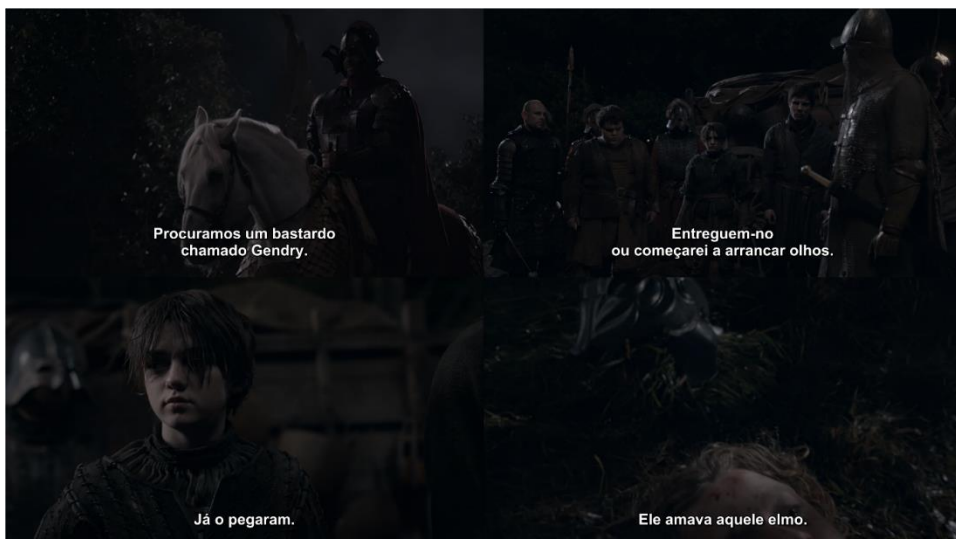 Procuramos um bastardo
chamado Gendry.
Entreguem-no
ou começarei a arrancar olhos.
Já o pegaram.
Ele amava aquele elmo.